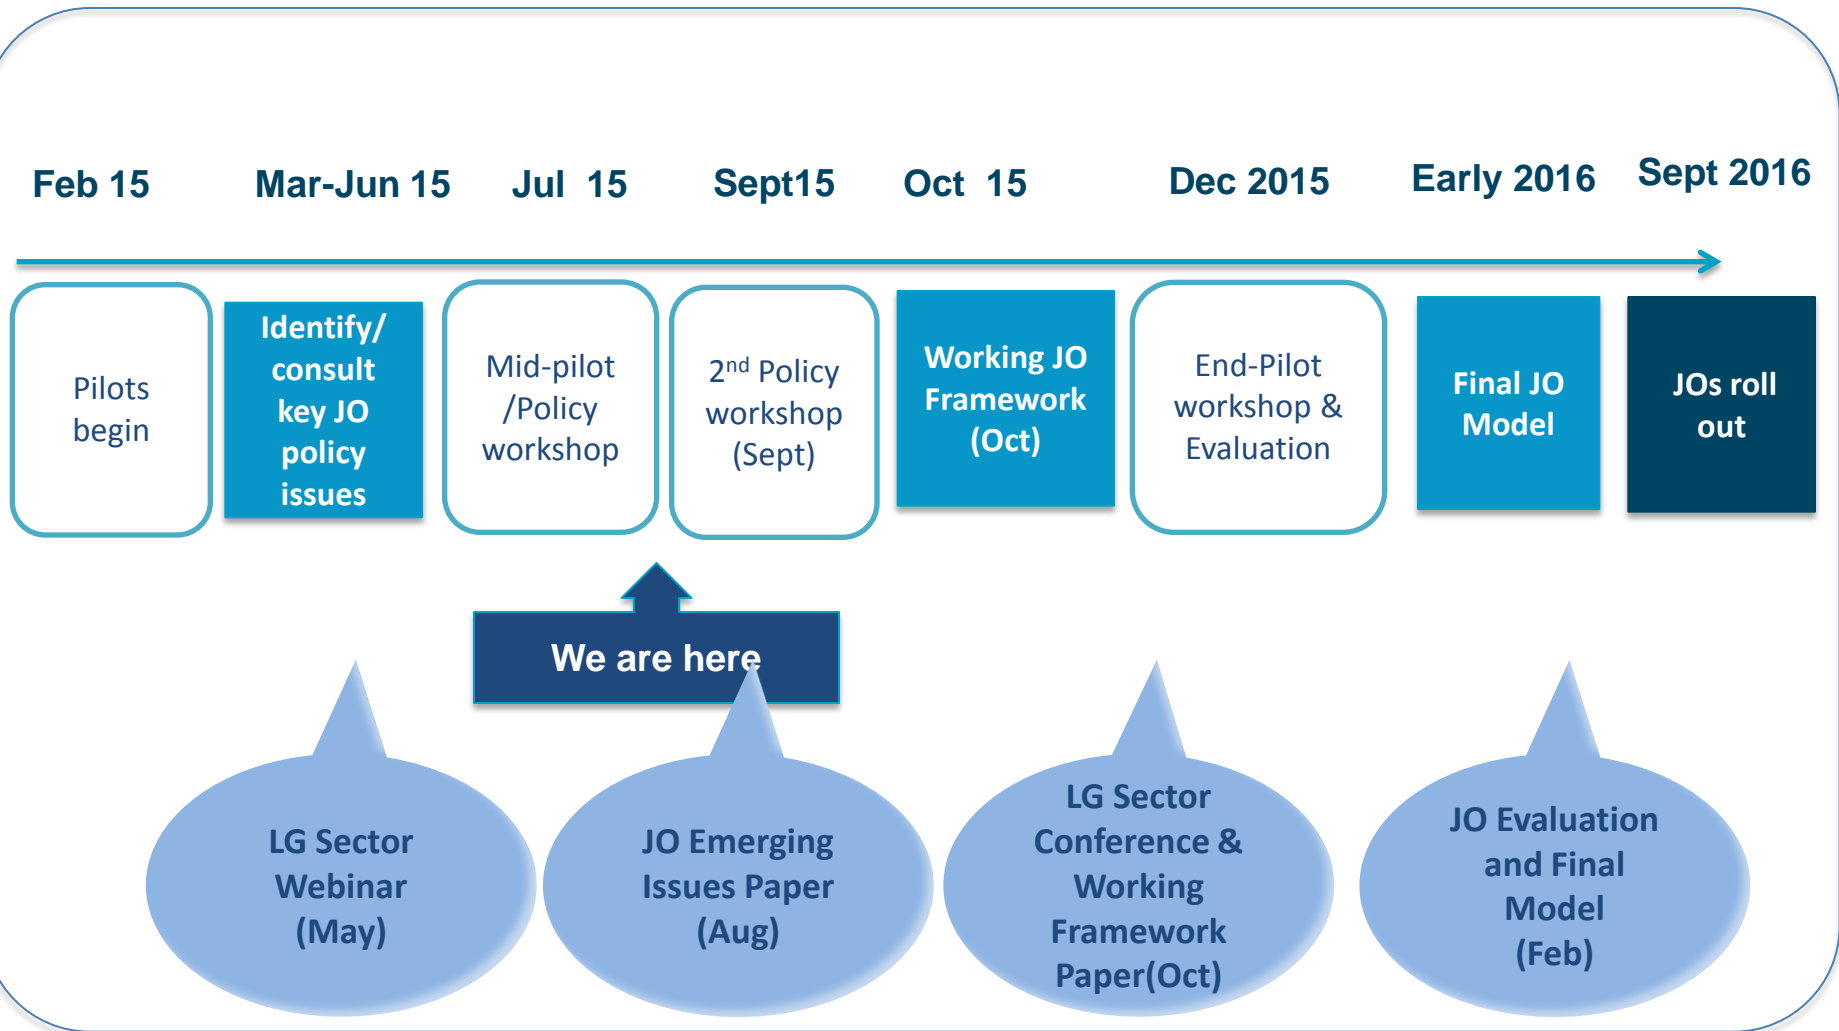 Feb 15
Mar-Jun 15
Jul 15
Sept15
Oct 15
Dec 2015
Early 2016
Sept 2016
Pilots
begin
Identify/
consult
key JO
policy
issues
Mid-pilot
/Policy
workshop
2nd Policy
workshop
(Sept)
Working JO
Framework
(Oct)
End-Pilot
workshop &
Evaluation
Final JO
Model
JOs roll
out
We are here
LG Sector
Webinar
(May)
JO Emerging
Issues Paper
(Aug)
LG Sector
Conference &
Working
Framework
Paper(Oct)
JO Evaluation
and Final
Model
(Feb)